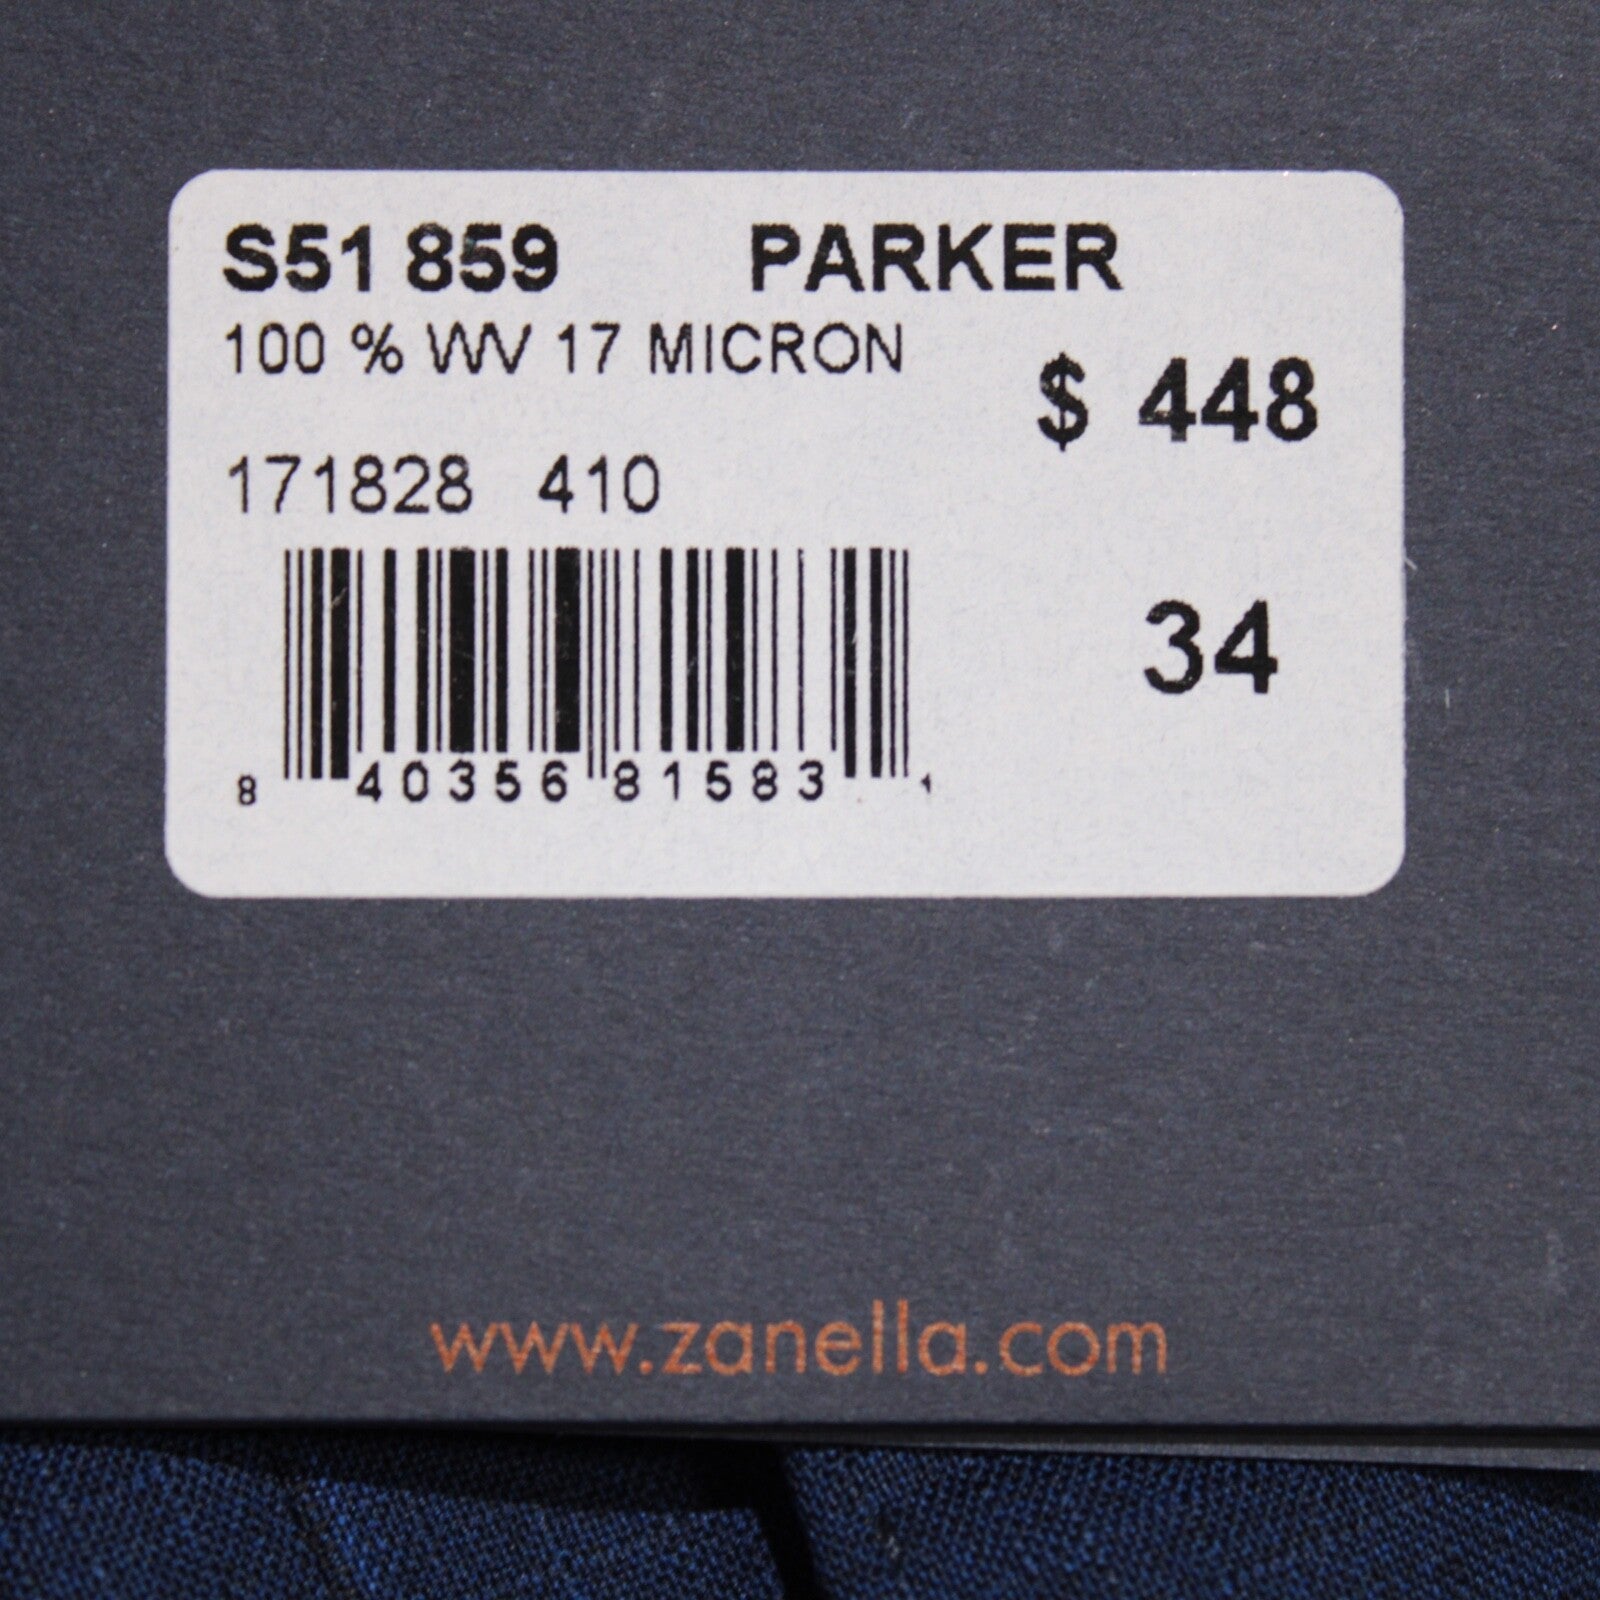 S51 859 PARKER
100 % WV 17 MICRON
$ 448
171828 410
34
8 40356 81583 1
www.zanella.com